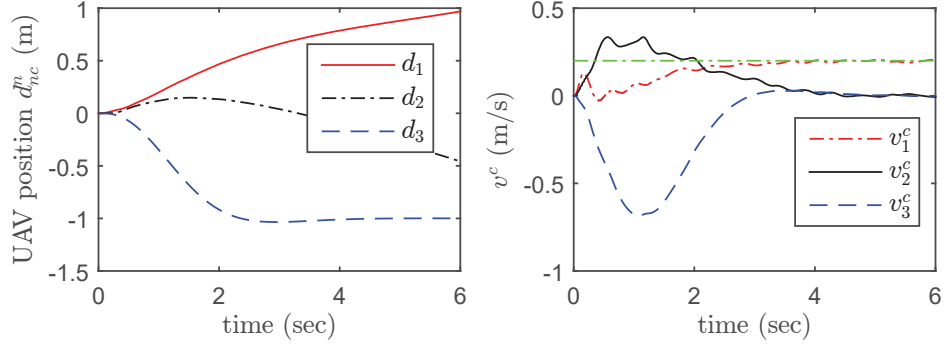 UAV position d^n_{nc} (m)
1
0.5
0
-0.5
-1
-1.5
0
2
4
6
time (sec)
d_1
d_2
d_3
v^c (m/s)
0.5
0
-0.5
-1
0
2
4
6
time (sec)
v^c_1
v^c_2
v^c_3